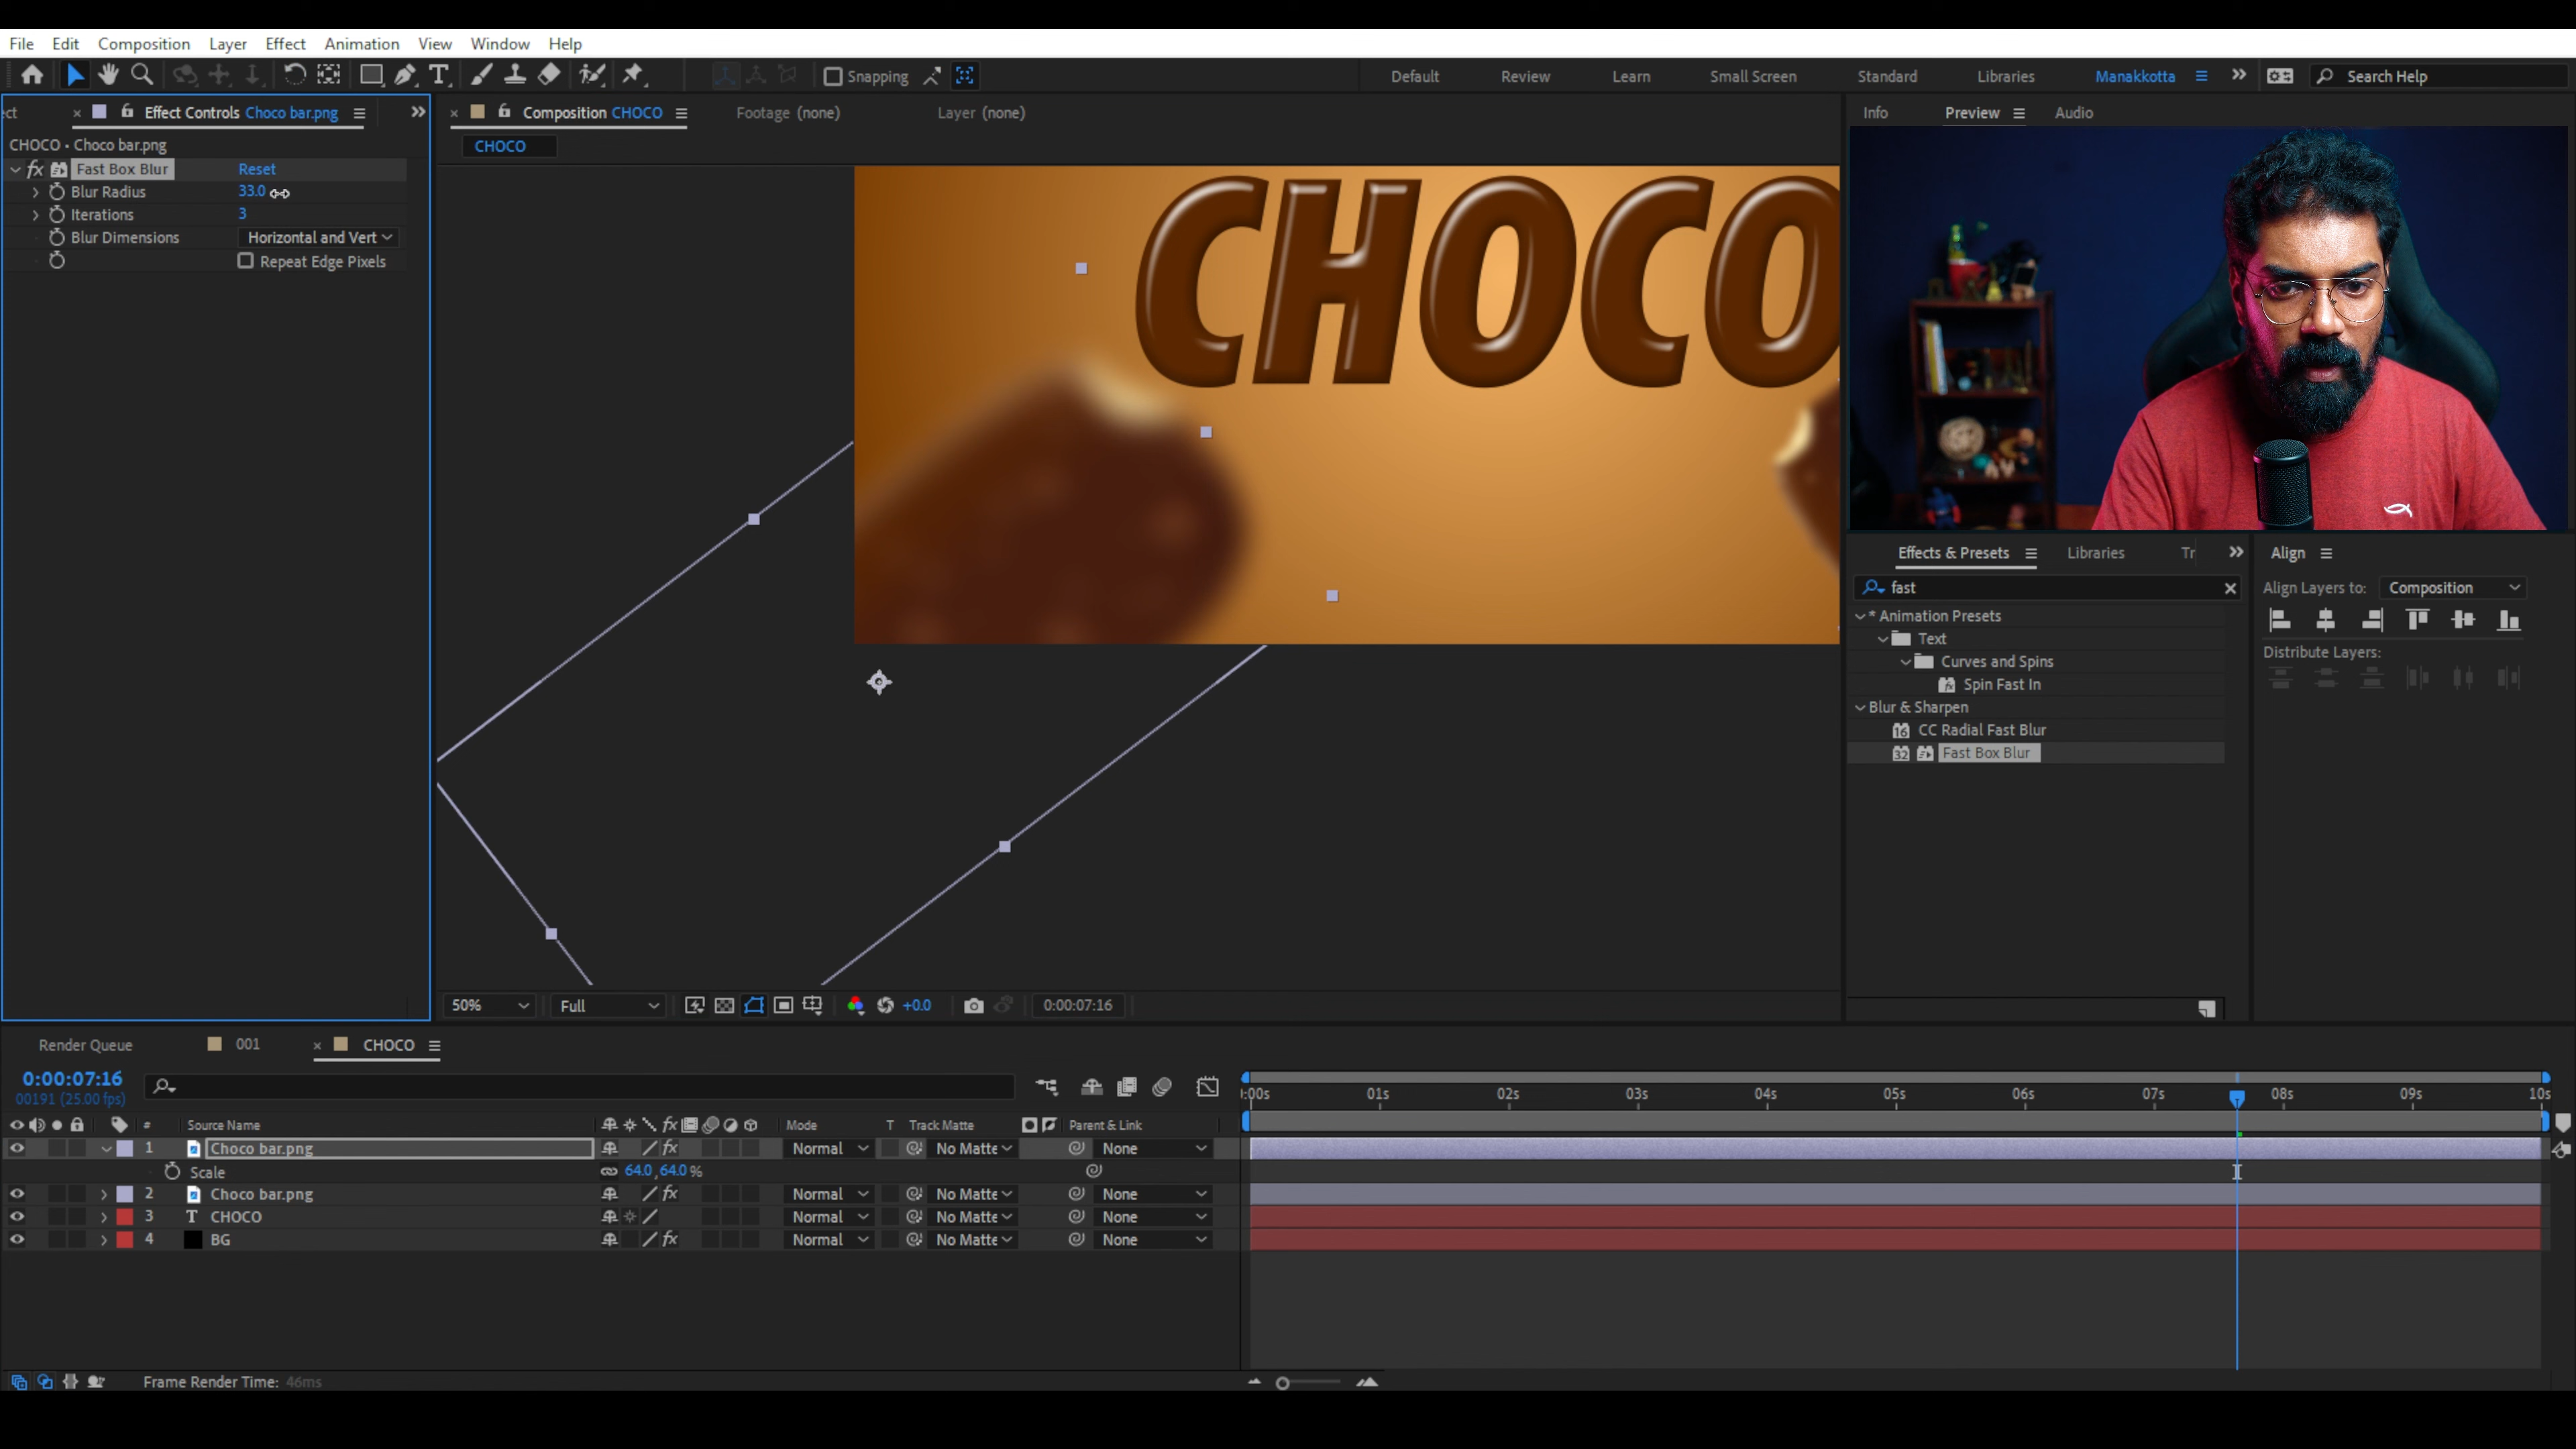 File Edit Composition Layer Effect Animation View Window Help
Snapping Default Review Learn Small Screen Standard Libraries Manakkotta Search Help
ect Effect Controls Choco bar.png
Composition CHOCO Footage (none) Layer (none)
Info Preview Audio
CHOCO • Choco bar.png
CHOCO
fx Fast Box Blur Reset
Blur Radius 33.0
Iterations 3
Blur Dimensions Horizontal and Vert
Repeat Edge Pixels
CHOCO
Effects & Presets Libraries Tr
Align
fast
Align Layers to: Composition
* Animation Presets
Text
Distribute Layers:
Curves and Spins
Spin Fast In
Blur & Sharpen
16 CC Radial Fast Blur
32 Fast Box Blur
50% Full +0.0 0:00:07:16
Render Queue 001 CHOCO
0:00:07:16
00191 (25.00 fps)
:00s 01s 02s 03s 04s 05s 06s 07s 08s 09s 10s
# Source Name fx Mode T Track Matte Parent & Link
1 Choco bar.png fx Normal No Matte None
Scale 64.0,64.0 %
2 Choco bar.png fx Normal No Matte None
3 T CHOCO Normal No Matte None
4 BG fx Normal No Matte None
Frame Render Time: 46ms